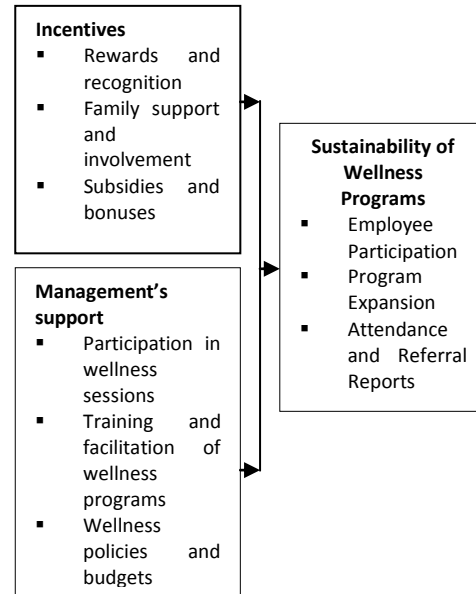 Incentives
▪ Rewards and
recognition
▪ Family support
and
involvement
▪ Subsidies and
bonuses
Management’s
support
▪ Participation in
wellness
sessions
▪ Training and
facilitation of
wellness
programs
▪ Wellness
policies and
budgets
Sustainability of
Wellness
Programs
▪ Employee
Participation
▪ Program
Expansion
▪ Attendance
and Referral
Reports